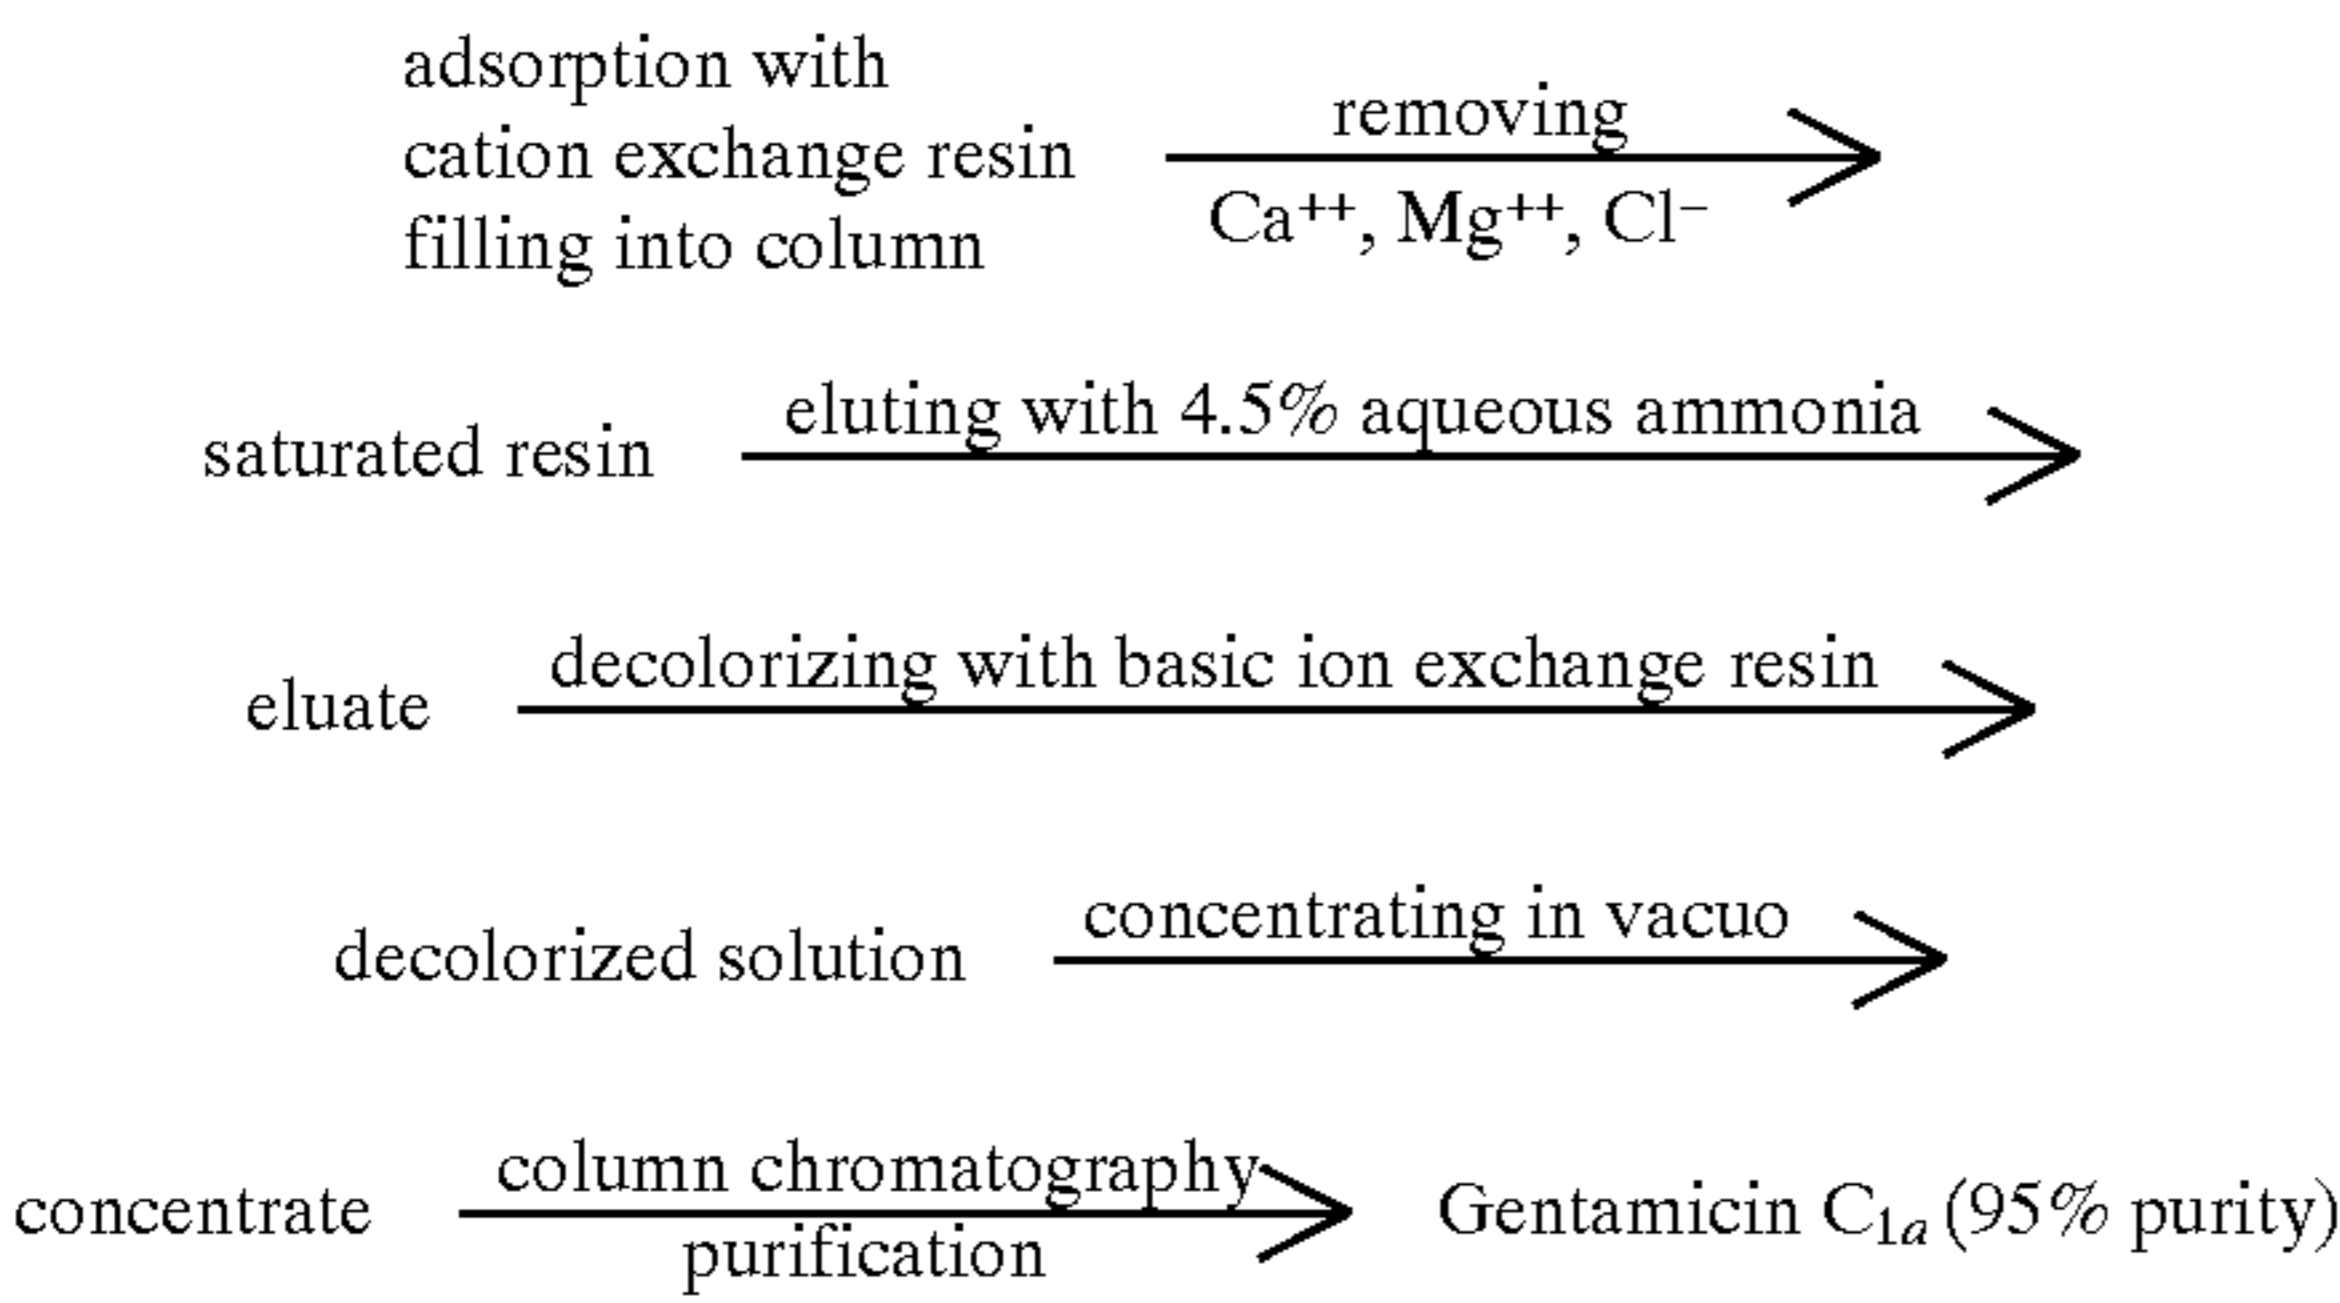 adsorption with
cation exchange resin
filling into column
removing
Ca⁺⁺, Mg⁺⁺, Cl⁻
saturated resin
eluting with 4.5% aqueous ammonia
eluate
decolorizing with basic ion exchange resin
decolorized solution
concentrating in vacuo
concentrate
column chromatography
purification
Gentamicin C₁ₐ (95% purity)